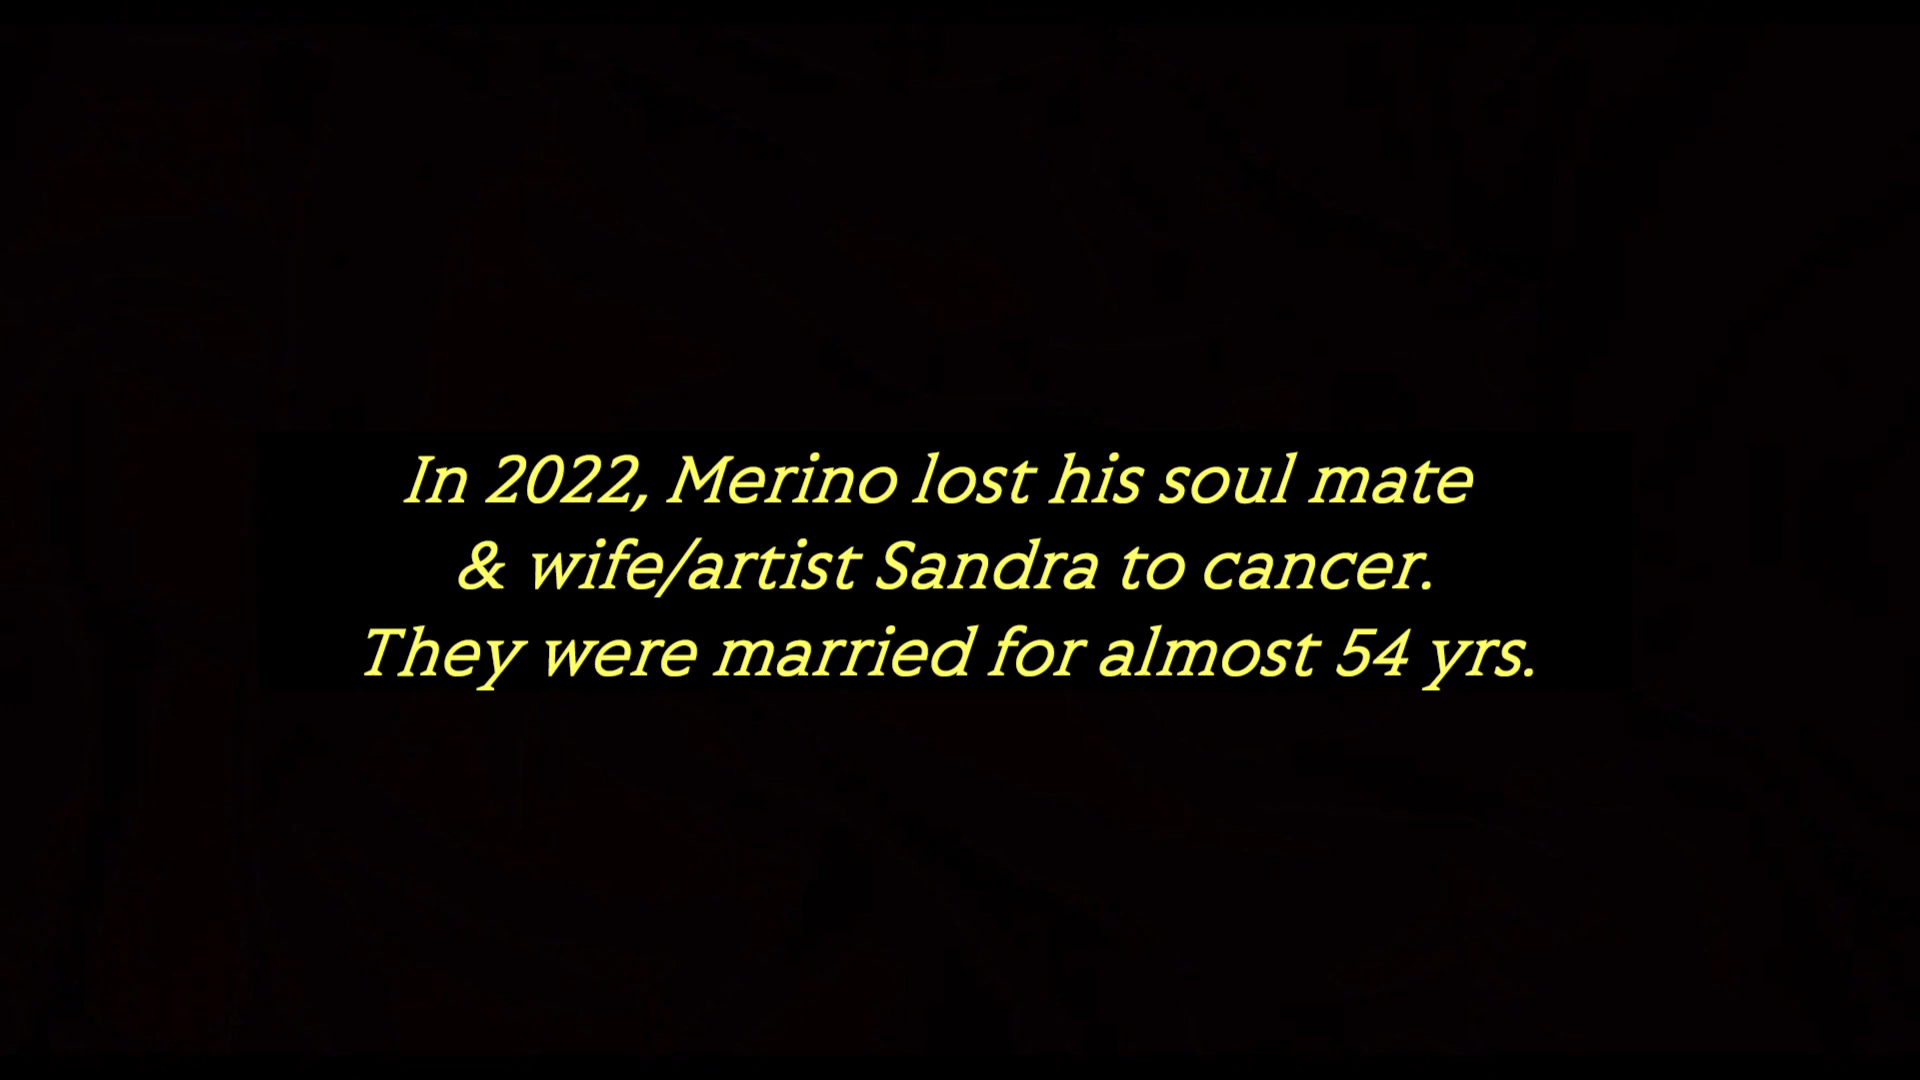 In 2022, Merino lost his soul mate
& wife/artist Sandra to cancer.
They were married for almost 54 yrs.